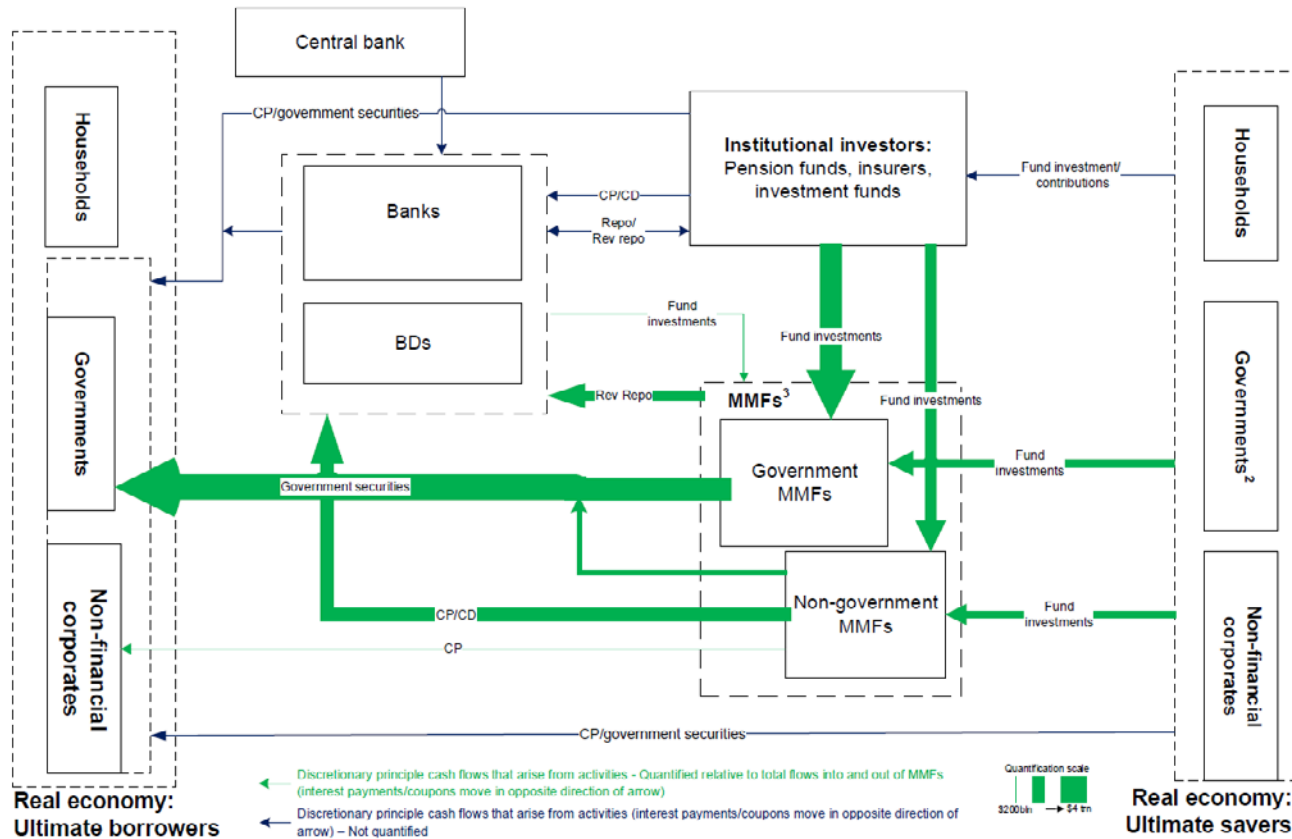 Central bank
CP/government securities
Households
Institutional investors:
Pension funds, insurers,
investment funds
Fund investment/
contributions
Households
Banks
CP/CD
Repo/
Rev repo
BDs
Fund
investments
Fund investments
Governments
Rev Repo
MMFs³
Fund investments
Governments²
Government securities
Government
MMFs
Fund
investments
Non-financial
corporates
CP/CD
Non-government
MMFs
Fund
investments
Non-financial
corporates
CP
CP/government securities
Real economy:
Ultimate borrowers
Discretionary principle cash flows that arise from activities - Quantified relative to total flows into and out of MMFs
(interest payments/coupons move in opposite direction of arrow)
Discretionary principle cash flows that arise from activities (interest payments/coupons move in opposite direction of
arrow) – Not quantified
Quantification scale
$200bln
$4 trn
Real economy:
Ultimate savers